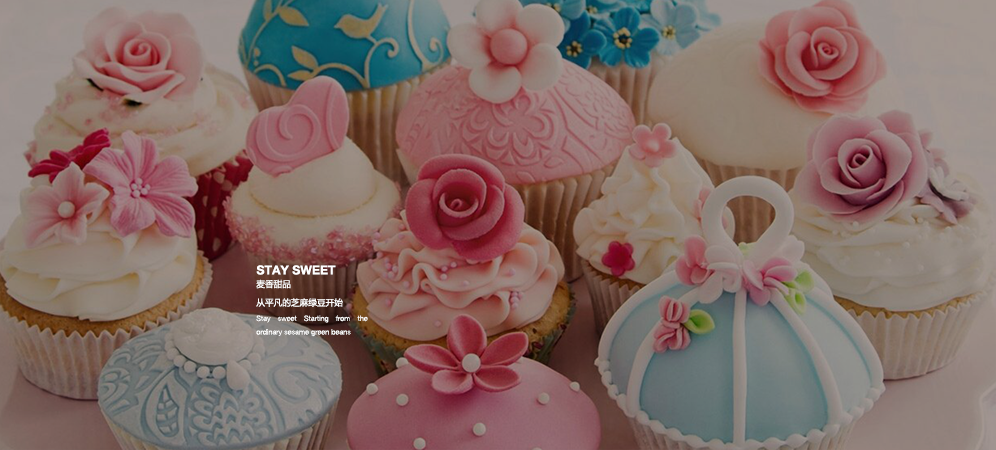 STAY SWEET
麦香甜品
从平凡的芝麻绿豆开始
Stay sweet Starting from the
ordinary sesame green beans